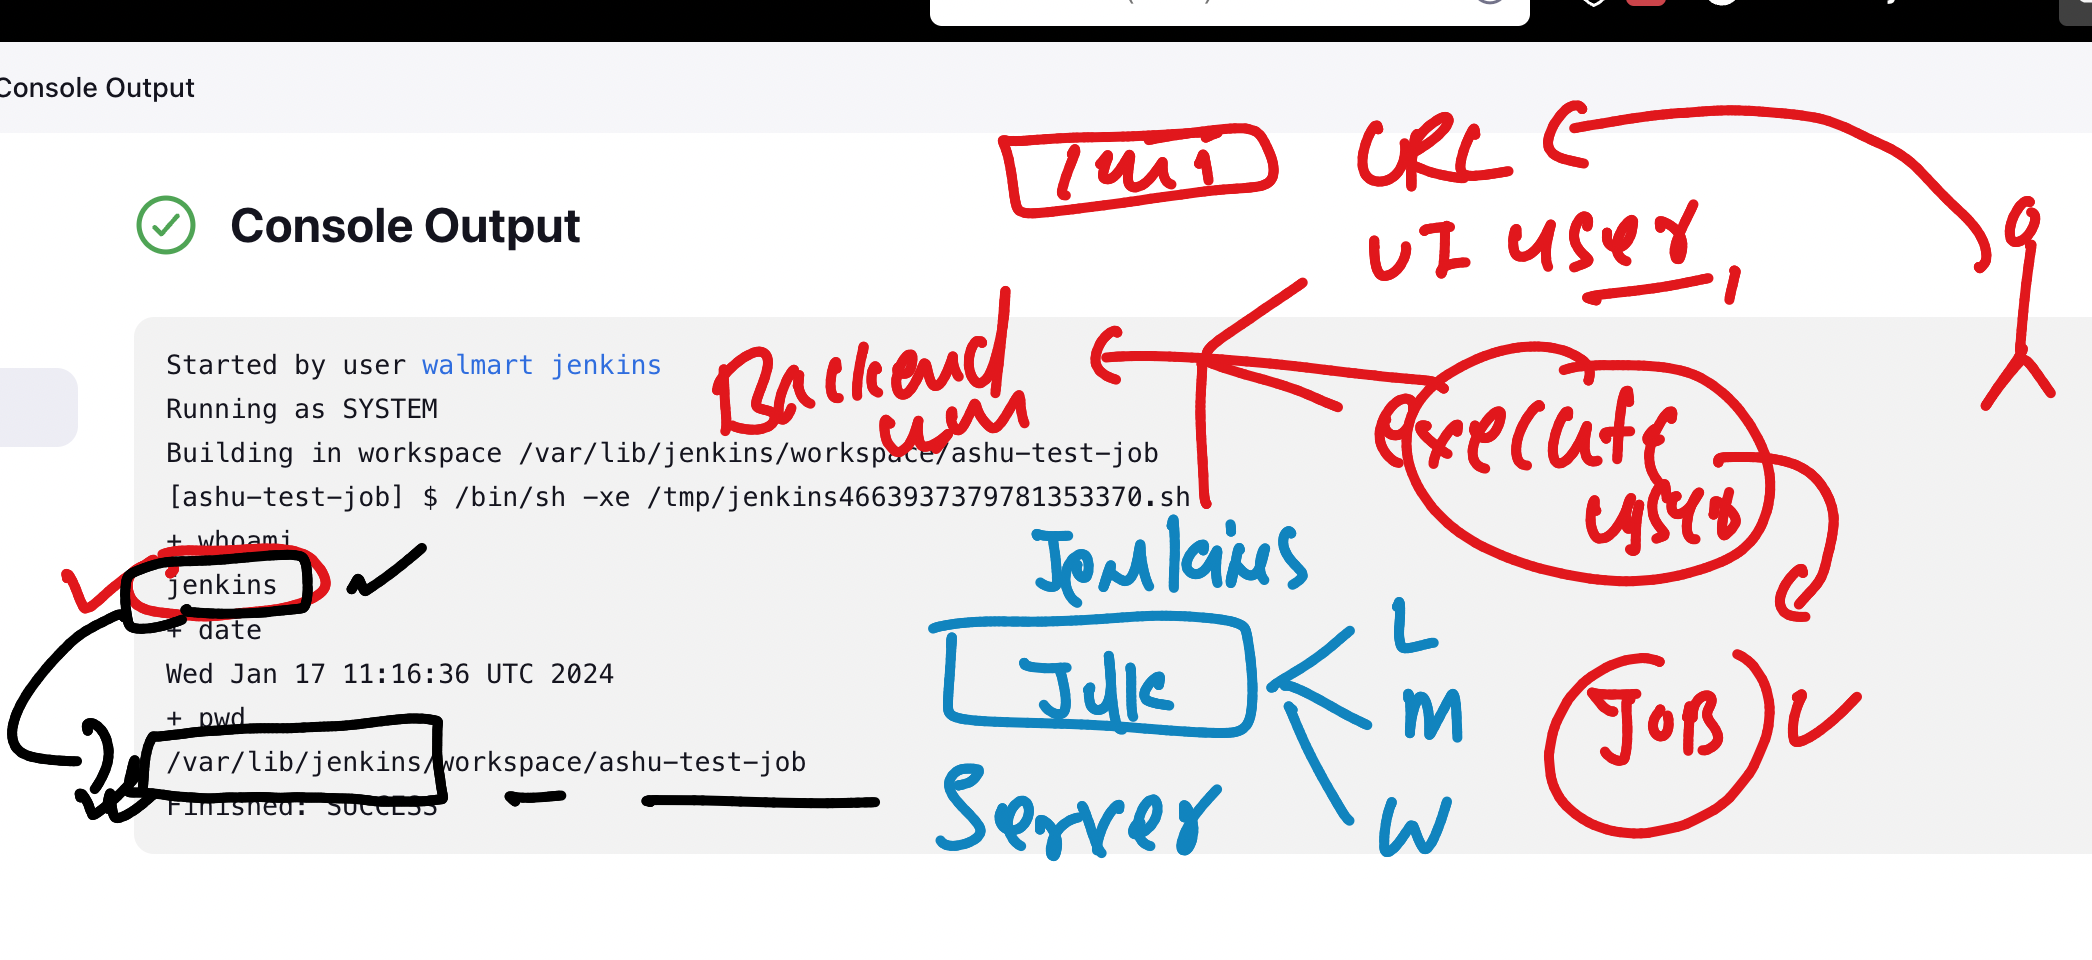 Console Output
Console Output
URL
UI user
Started by user walmart jenkins
Backend
Running as SYSTEM
execute
user
Building in workspace /var/lib/jenkins/workspace/ashu-test-job
[ashu-test-job] $ /bin/sh -xe /tmp/jenkins4663937379781353370.sh
+ whoami
jenkins
Jenkins
+ date
L
Wed Jan 17 11:16:36 UTC 2024
Jdk
M
JOB
+ pwd
/var/lib/jenkins/workspace/ashu-test-job
Finished: SUCCESS
Server
W